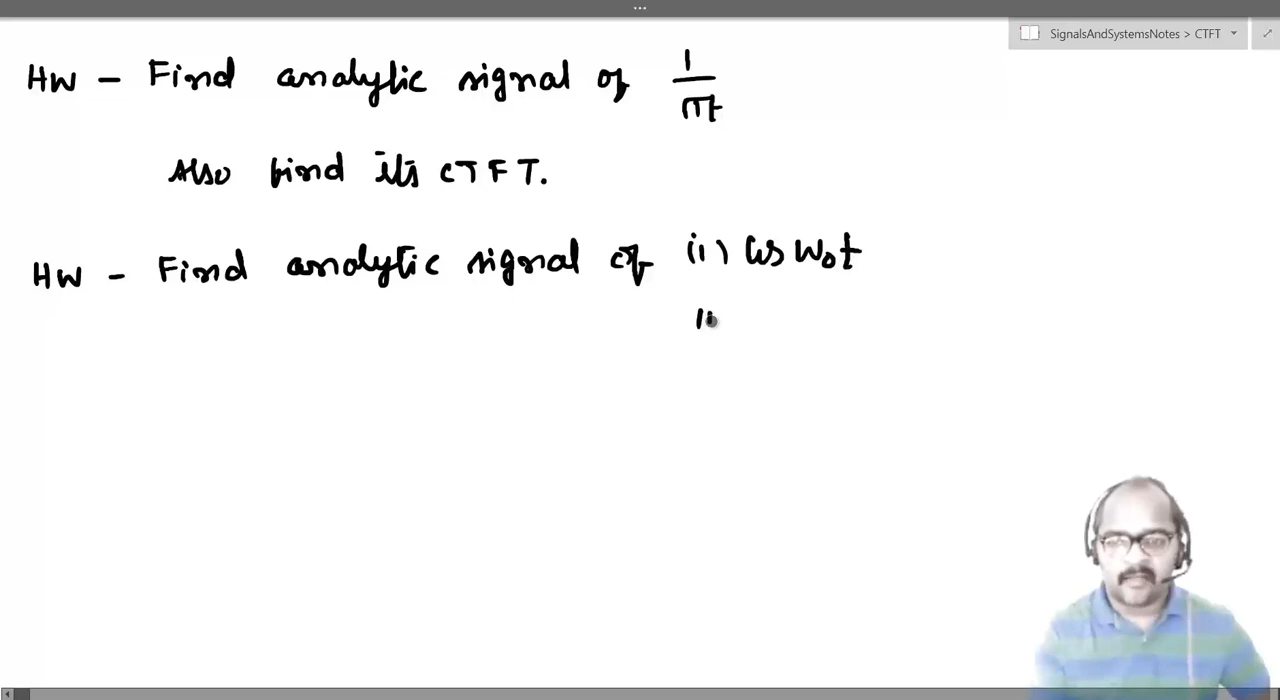 ...
SignalsAndSystemsNotes > CTFT
HW - Find analytic signal of 1/πt
Also find its CTFT.
HW - Find analytic signal of (i) Cos ω₀t